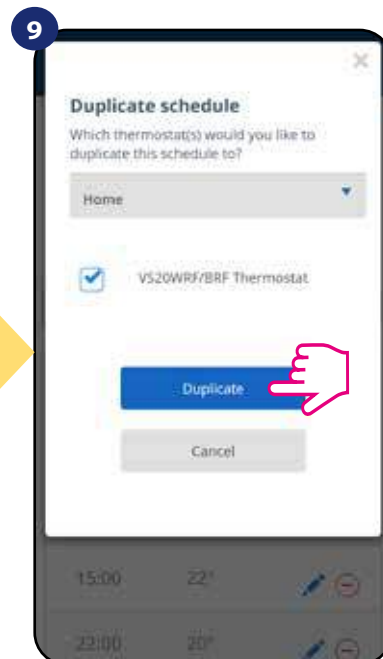 9
Duplicate schedule
Which thermostat(s) would you like to
duplicate this schedule to?
Home
VS20WRF/BRF Thermostat
Duplicate
Cancel
15:00 22°
22:00 20°